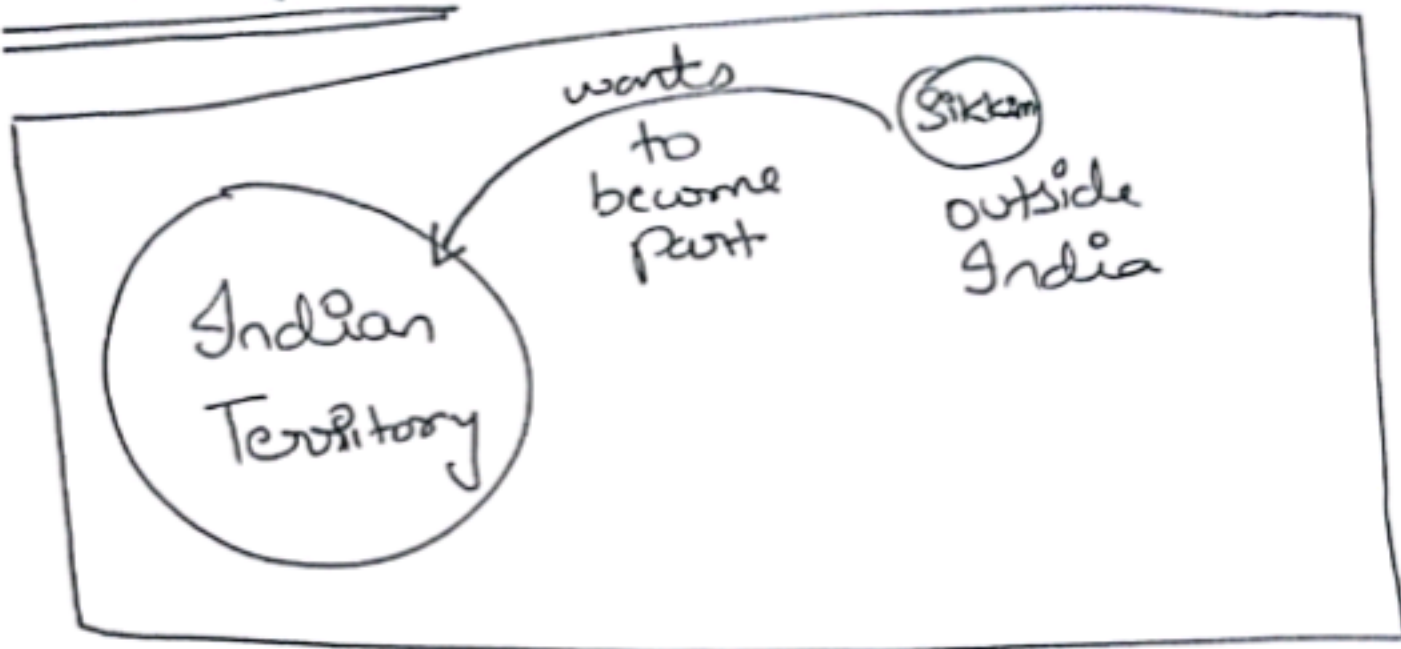 wants
to
become
part
Sikkim
outside
India
Indian
Territory